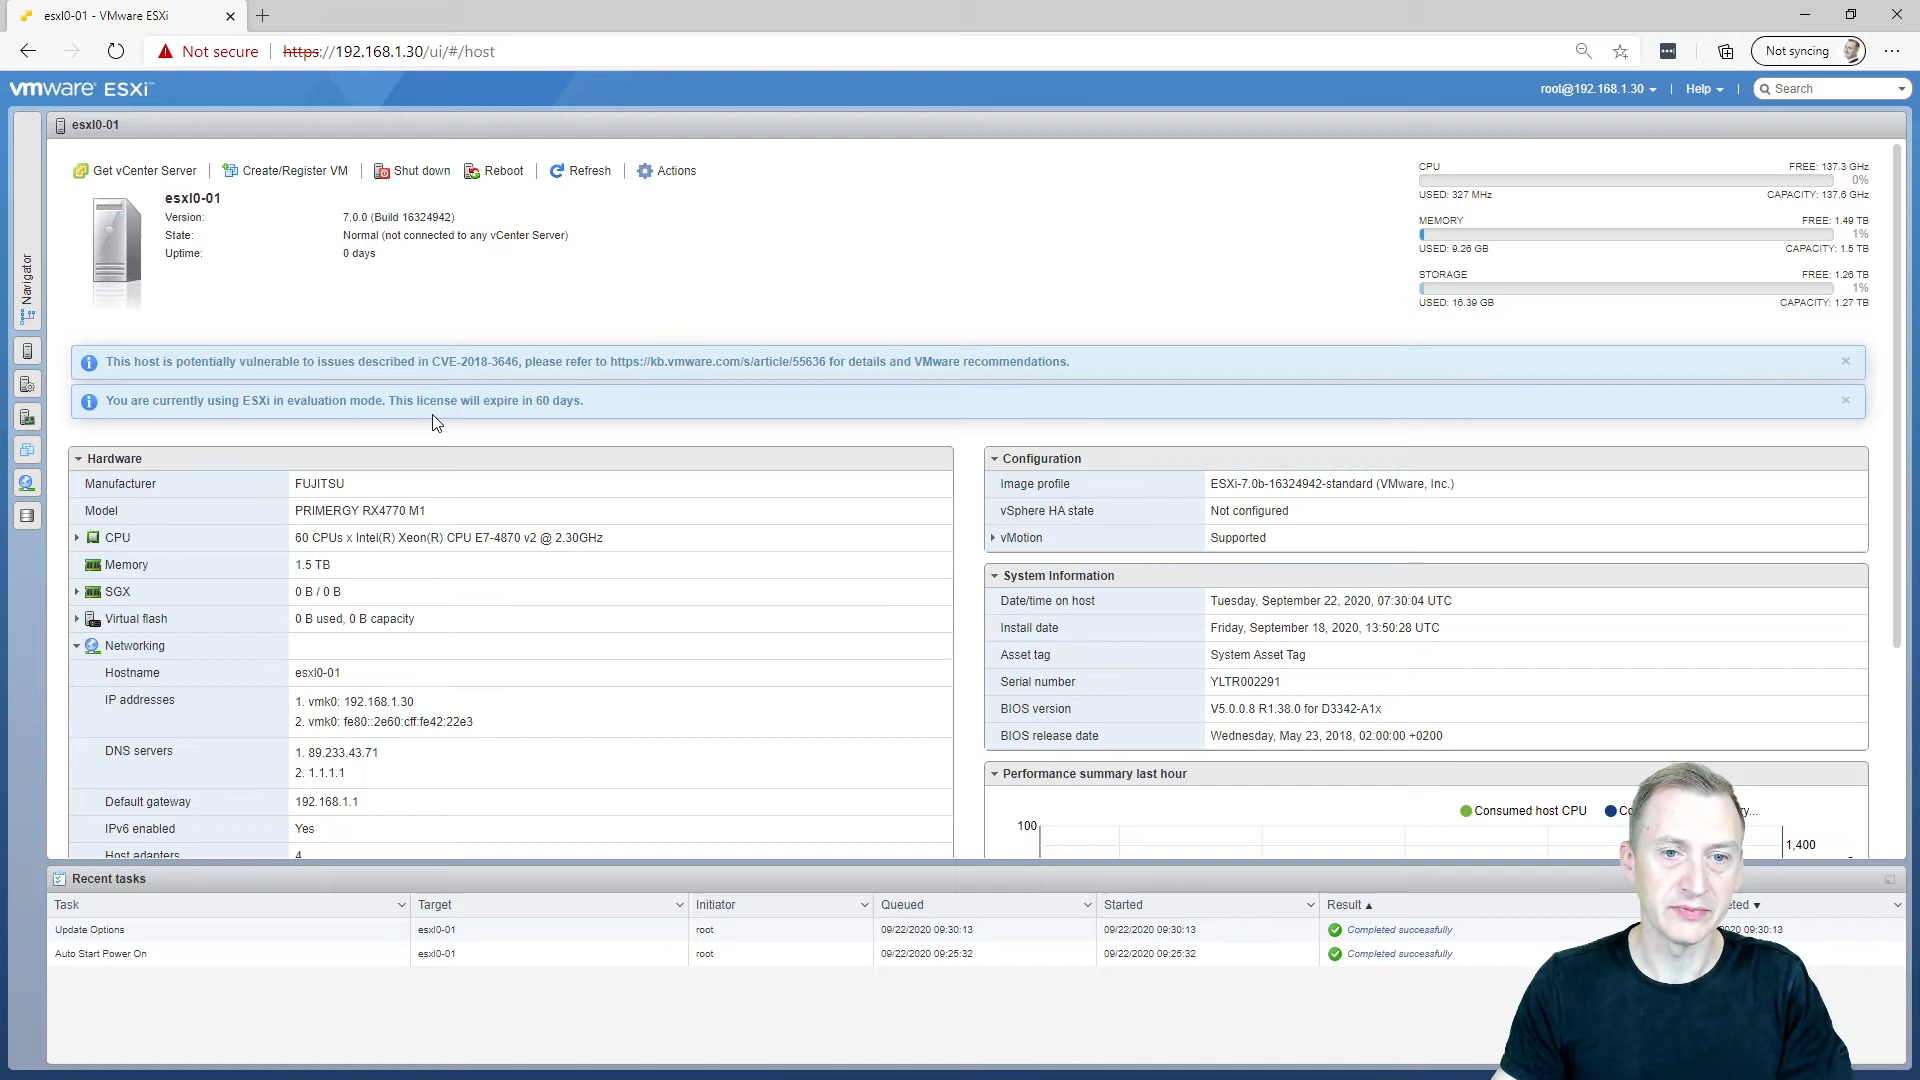 esxl0-01 - VMware ESXi
Not secure
https://192.168.1.30/ui/#/host
Not syncing
vmware ESXi™
root@192.168.1.30
Help
Search
esxl0-01
Navigator
Get vCenter Server
Create/Register VM
Shut down
Reboot
Refresh
Actions
esxl0-01
Version: 7.0.0 (Build 16324942)
State: Normal (not connected to any vCenter Server)
Uptime: 0 days
CPU FREE: 137.3 GHz
0%
USED: 327 MHz CAPACITY: 137.6 GHz
MEMORY FREE: 1.49 TB
1%
USED: 9.26 GB CAPACITY: 1.5 TB
STORAGE FREE: 1.26 TB
1%
USED: 16.39 GB CAPACITY: 1.27 TB
This host is potentially vulnerable to issues described in CVE-2018-3646, please refer to https://kb.vmware.com/s/article/55636 for details and VMware recommendations.
You are currently using ESXi in evaluation mode. This license will expire in 60 days.
Hardware
Manufacturer FUJITSU
Model PRIMERGY RX4770 M1
CPU 60 CPUs x Intel(R) Xeon(R) CPU E7-4870 v2 @ 2.30GHz
Memory 1.5 TB
SGX 0 B / 0 B
Virtual flash 0 B used, 0 B capacity
Networking
Hostname esxl0-01
IP addresses 1. vmk0: 192.168.1.30
2. vmk0: fe80::2e60:cff:fe42:22e3
DNS servers 1. 89.233.43.71
2. 1.1.1.1
Default gateway 192.168.1.1
IPv6 enabled Yes
Host adapters 4
Configuration
Image profile ESXi-7.0b-16324942-standard (VMware, Inc.)
vSphere HA state Not configured
vMotion Supported
System Information
Date/time on host Tuesday, September 22, 2020, 07:30:04 UTC
Install date Friday, September 18, 2020, 13:50:28 UTC
Asset tag System Asset Tag
Serial number YLTR002291
BIOS version V5.0.0.8 R1.38.0 for D3342-A1x
BIOS release date Wednesday, May 23, 2018, 02:00:00 +0200
Performance summary last hour
Consumed host CPU
100
1,400
Recent tasks
Task Target Initiator Queued Started Result
Update Options esxl0-01 root 09/22/2020 09:30:13 09/22/2020 09:30:13 Completed successfully 2020 09:30:13
Auto Start Power On esxl0-01 root 09/22/2020 09:25:32 09/22/2020 09:25:32 Completed successfully